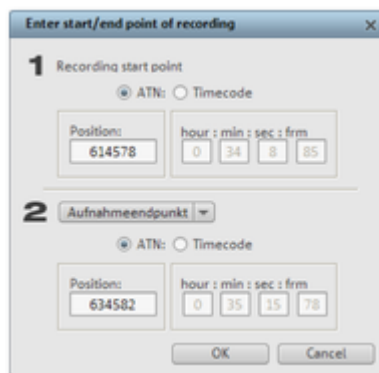 Enter start/end point of recording
1 Recording start point
ATN: Timecode
Position: hour : min : sec : frm
614578 0 34 8 85
2 Aufnahmeendpunkt
ATN: Timecode
Position: hour : min : sec : frm
634582 0 35 15 78
OK Cancel